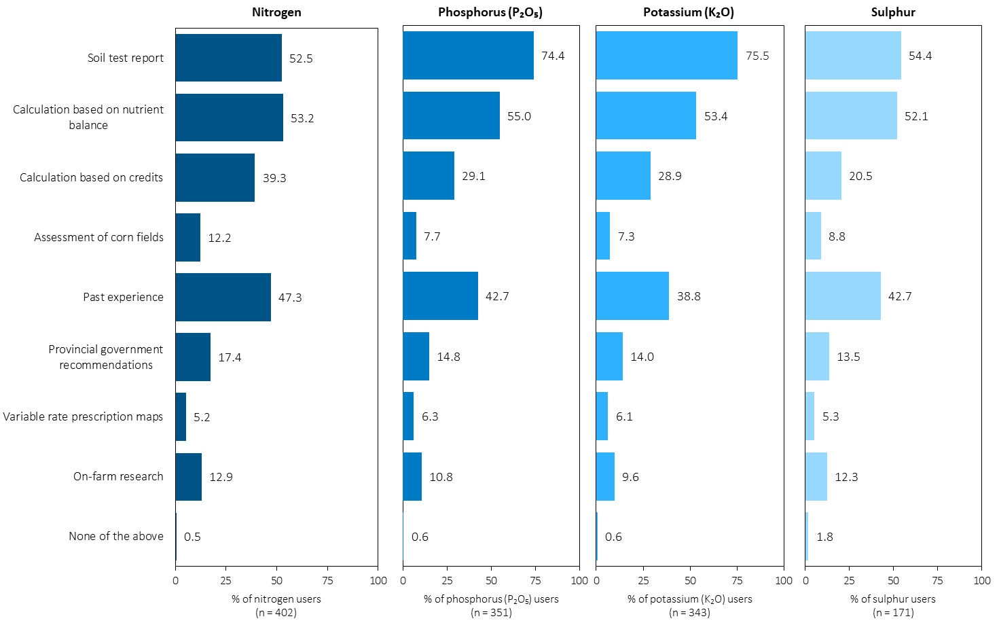 Nitrogen
Phosphorus (P₂O₅)
Potassium (K₂O)
Sulphur
Soil test report
52.5
74.4
75.5
54.4
Calculation based on nutrient
balance
53.2
55.0
53.4
52.1
Calculation based on credits
39.3
29.1
28.9
20.5
Assessment of corn fields
12.2
7.7
7.3
8.8
Past experience
47.3
42.7
38.8
42.7
Provincial government
recommendations
17.4
14.8
14.0
13.5
Variable rate prescription maps
5.2
6.3
6.1
5.3
On-farm research
12.9
10.8
9.6
12.3
None of the above
0.5
0.6
0.6
1.8
0 25 50 75 100
0 25 50 75 100
0 25 50 75 100
0 25 50 75 100
% of nitrogen users
(n = 402)
% of phosphorus (P₂O₅) users
(n = 351)
% of potassium (K₂O) users
(n = 343)
% of sulphur users
(n = 171)